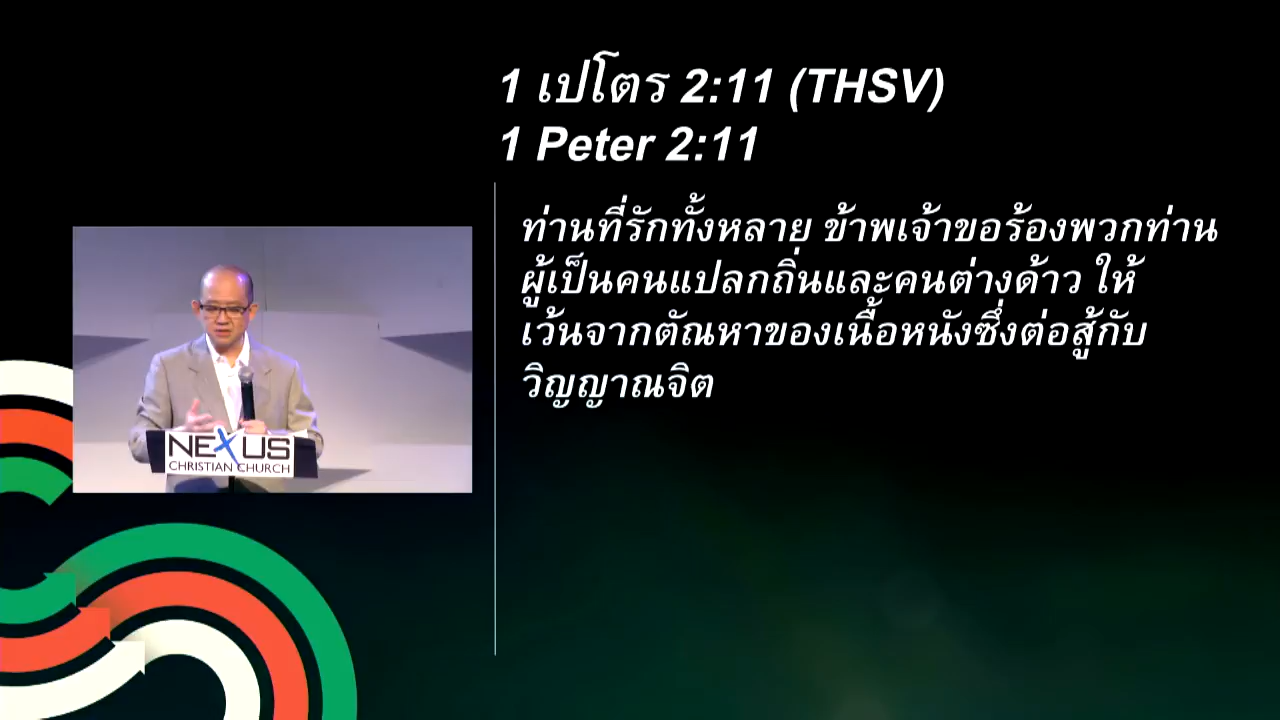 1 เปโตร 2:11 (THSV)
1 Peter 2:11
ท่านที่รักทั้งหลาย ข้าพเจ้าขอร้องพวกท่าน
ผู้เป็นคนแปลกถิ่นและคนต่างด้าว ให้
เว้นจากตัณหาของเนื้อหนังซึ่งต่อสู้กับ
วิญญาณจิต
NEXUS
CHRISTIAN CHURCH